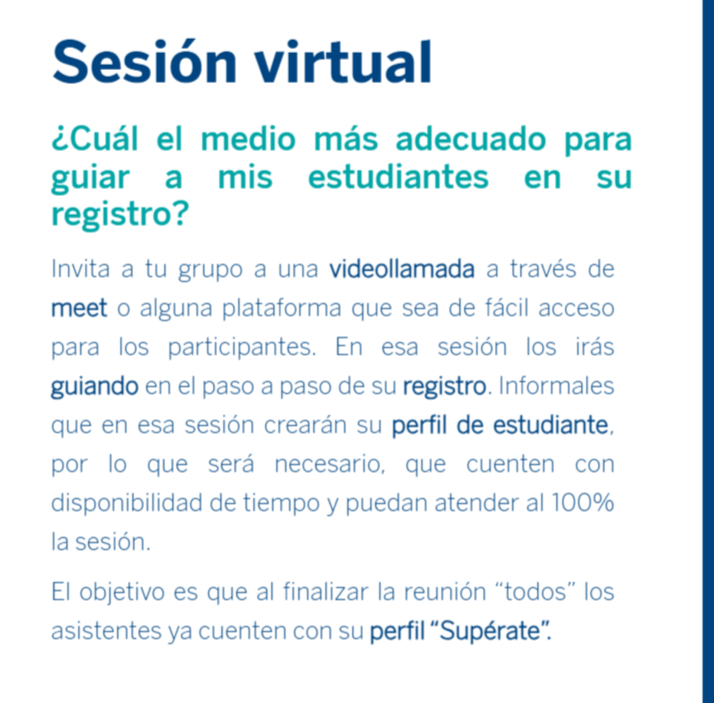 Sesión virtual
¿Cuál el medio más adecuado para
guiar a mis estudiantes en su
registro?
Invita a tu grupo a una videollamada a través de
meet o alguna plataforma que sea de fácil acceso
para los participantes. En esa sesión los irás
guiando en el paso a paso de su registro. Informales
que en esa sesión crearán su perfil de estudiante,
por lo que será necesario, que cuenten con
disponibilidad de tiempo y puedan atender al 100%
la sesión.
El objetivo es que al finalizar la reunión “todos” los
asistentes ya cuenten con su perfil “Supérate”.